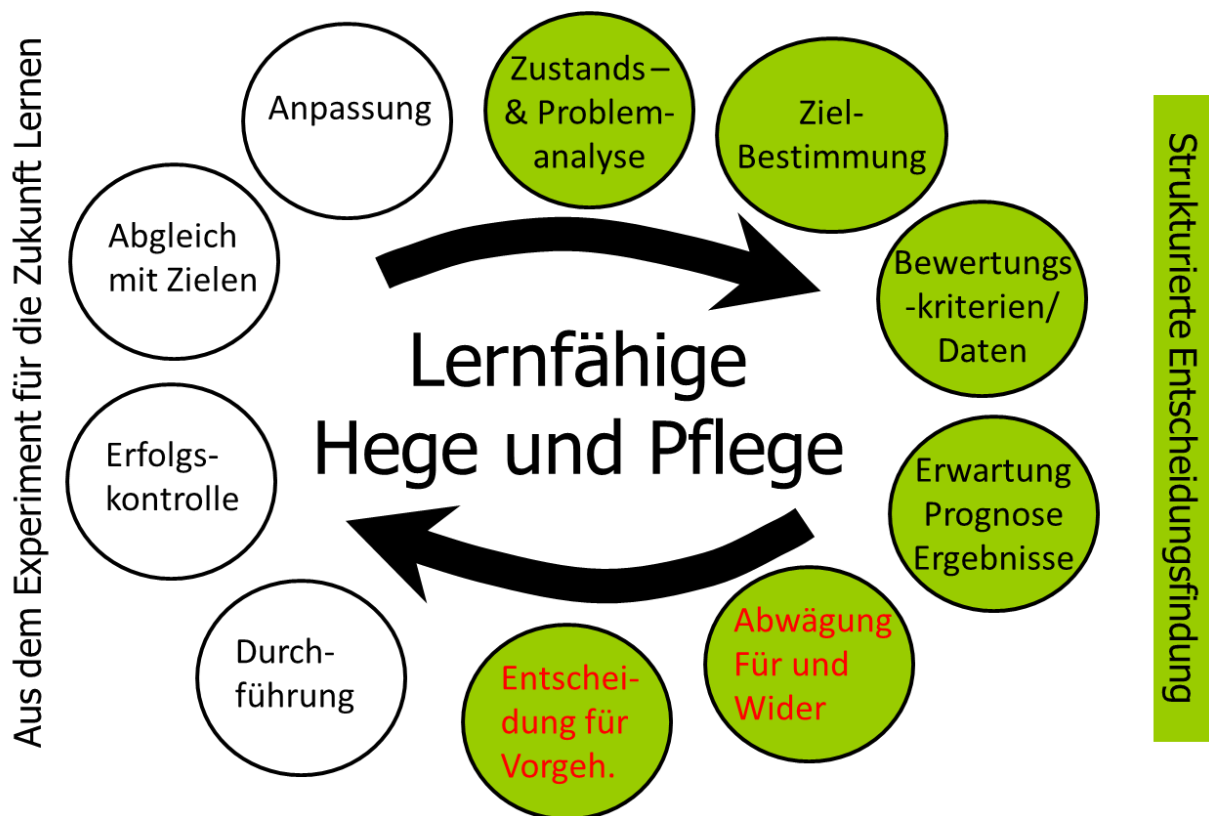 Aus dem Experiment für die Zukunft Lernen
Anpassung
Zustands –
& Problem-
analyse
Ziel-
Bestimmung
Bewertungs
-kriterien/
Daten
Erwartung
Prognose
Ergebnisse
Abwägung
Für und
Wider
Entschei-
dung für
Vorgeh.
Durch-
führung
Erfolgs-
kontrolle
Abgleich
mit Zielen
Lernfähige
Hege und Pflege
Strukturierte Entscheidungsfindung